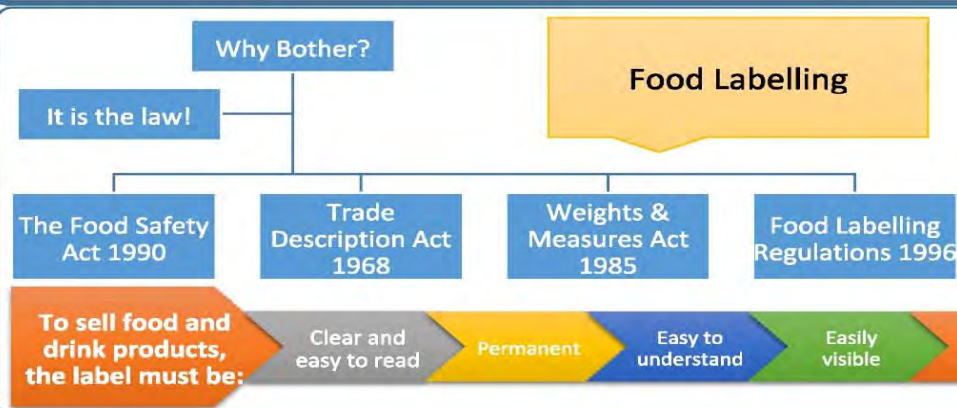 Why Bother?
Food Labelling
It is the law!
The Food Safety
Act 1990
Trade
Description Act
1968
Weights &
Measures Act
1985
Food Labelling
Regulations 1996
To sell food and
drink products,
the label must be:
Clear and
easy to read
Permanent
Easy to
understand
Easily
visible